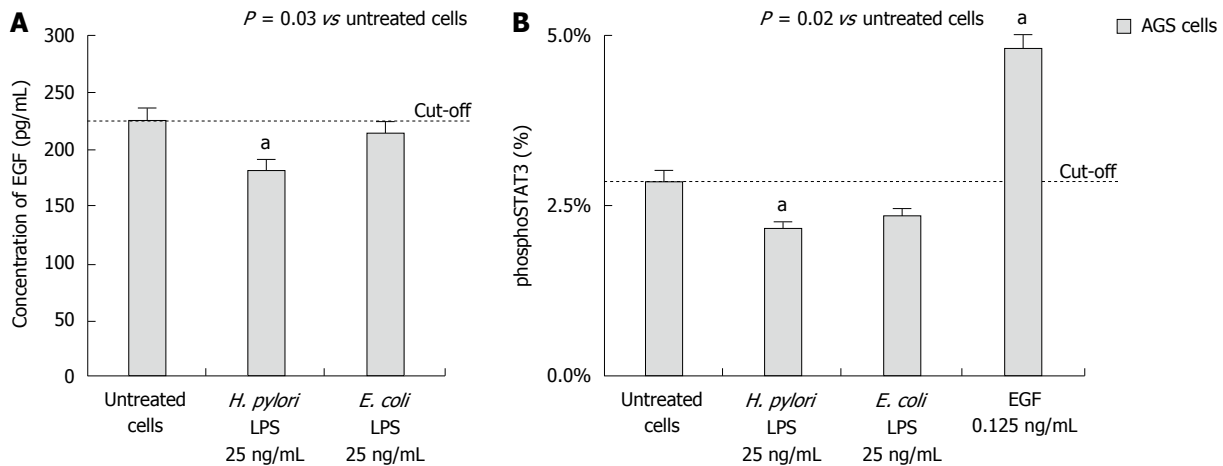 A
P = 0.03 vs untreated cells
Concentration of EGF (pg/mL)
300
250
200
150
100
50
0
Cut-off
a
Untreated
cells
H. pylori
LPS
25 ng/mL
E. coli
LPS
25 ng/mL
B
P = 0.02 vs untreated cells
AGS cells
phosphoSTAT3 (%)
5.0%
2.5%
0.0%
a
Cut-off
a
Untreated
cells
H. pylori
LPS
25 ng/mL
E. coli
LPS
25 ng/mL
EGF
0.125 ng/mL